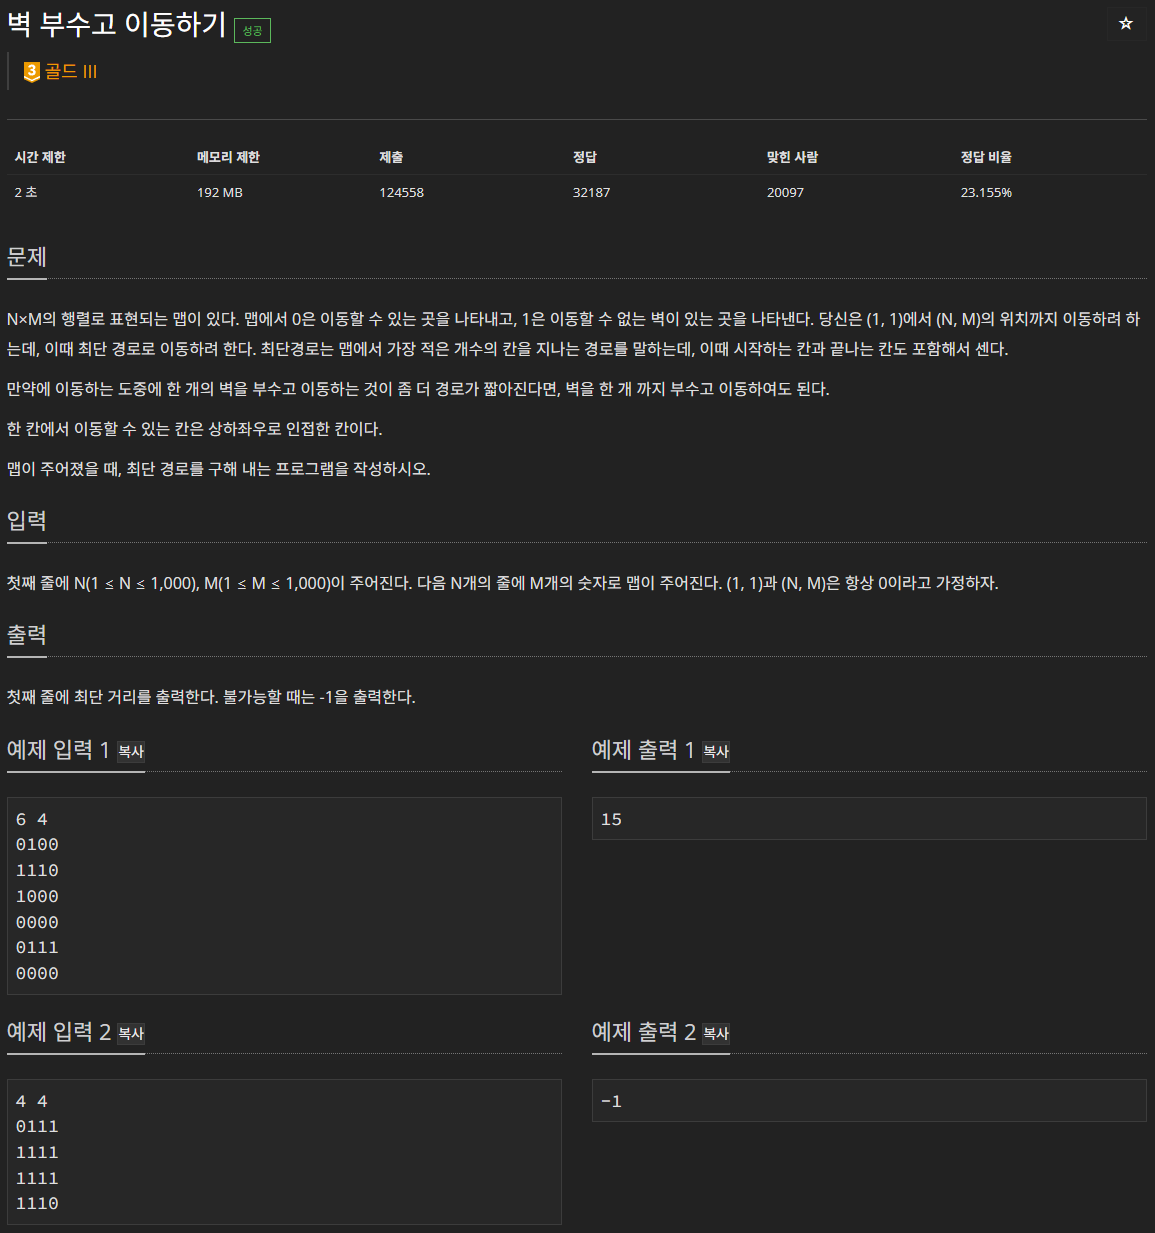 벽 부수고 이동하기 성공
☆
3 골드 III
시간 제한 메모리 제한 제출 정답 맞힌 사람 정답 비율
2 초 192 MB 124558 32187 20097 23.155%
문제
N×M의 행렬로 표현되는 맵이 있다. 맵에서 0은 이동할 수 있는 곳을 나타내고, 1은 이동할 수 없는 벽이 있는 곳을 나타낸다. 당신은 (1, 1)에서 (N, M)의 위치까지 이동하려 하
는데, 이때 최단 경로로 이동하려 한다. 최단경로는 맵에서 가장 적은 개수의 칸을 지나는 경로를 말하는데, 이때 시작하는 칸과 끝나는 칸도 포함해서 센다.
만약에 이동하는 도중에 한 개의 벽을 부수고 이동하는 것이 좀 더 경로가 짧아진다면, 벽을 한 개 까지 부수고 이동하여도 된다.
한 칸에서 이동할 수 있는 칸은 상하좌우로 인접한 칸이다.
맵이 주어졌을 때, 최단 경로를 구해 내는 프로그램을 작성하시오.
입력
첫째 줄에 N(1 ≤ N ≤ 1,000), M(1 ≤ M ≤ 1,000)이 주어진다. 다음 N개의 줄에 M개의 숫자로 맵이 주어진다. (1, 1)과 (N, M)은 항상 0이라고 가정하자.
출력
첫째 줄에 최단 거리를 출력한다. 불가능할 때는 -1을 출력한다.
예제 입력 1 복사
6 4
0100
1110
1000
0000
0111
0000
예제 출력 1 복사
15
예제 입력 2 복사
4 4
0111
1111
1111
1110
예제 출력 2 복사
-1